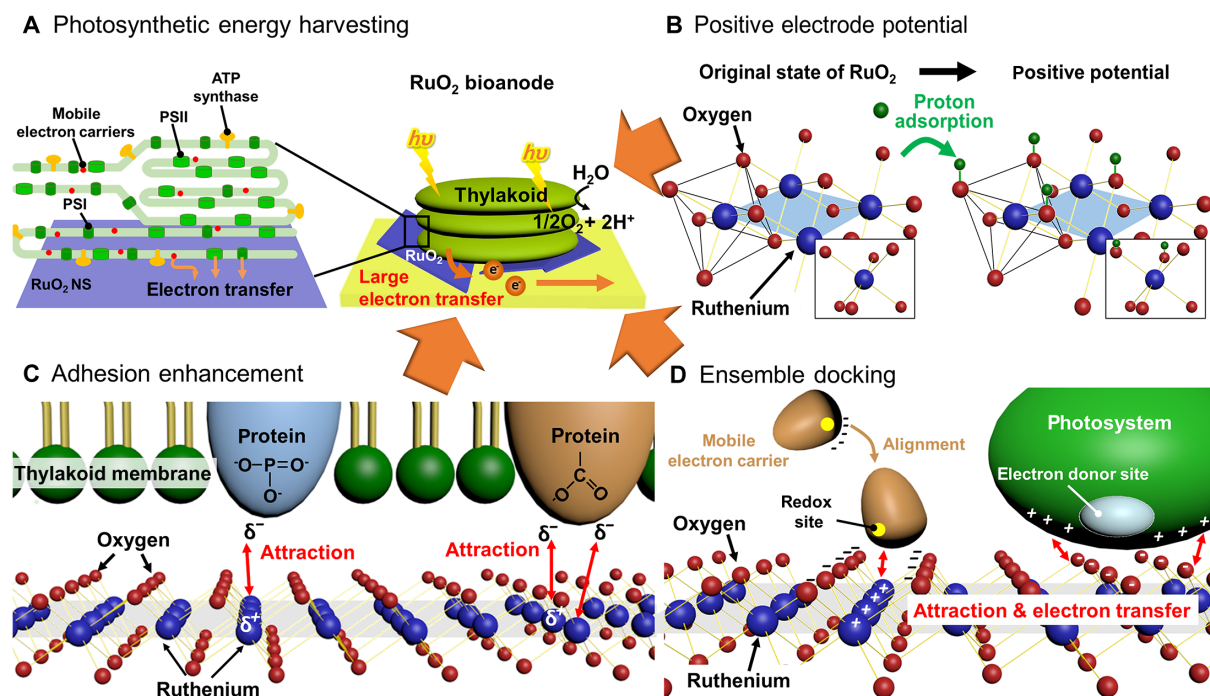 A Photosynthetic energy harvesting
ATP
synthase
Mobile
electron carriers
PSII
PSI
RuO₂ NS
Electron transfer
RuO₂ bioanode
hυ
hυ
Thylakoid
H₂O
1/2O₂ + 2H⁺
RuO₂
Large
electron transfer
e⁻
e⁻
B Positive electrode potential
Original state of RuO₂
Positive potential
Oxygen
Proton
adsorption
Ruthenium
C Adhesion enhancement
Protein
Protein
Thylakoid membrane
⁻O–P=O⁻
O⁻
C
⁻O O
δ⁻
δ⁻
δ⁻
Attraction
Attraction
Oxygen
δ⁺
δ⁺
Ruthenium
D Ensemble docking
Mobile
electron carrier
- - - -
Alignment
Photosystem
Electron donor site
Redox
site
+ + + + + +
Oxygen
Attraction & electron transfer
+ + + +
Ruthenium